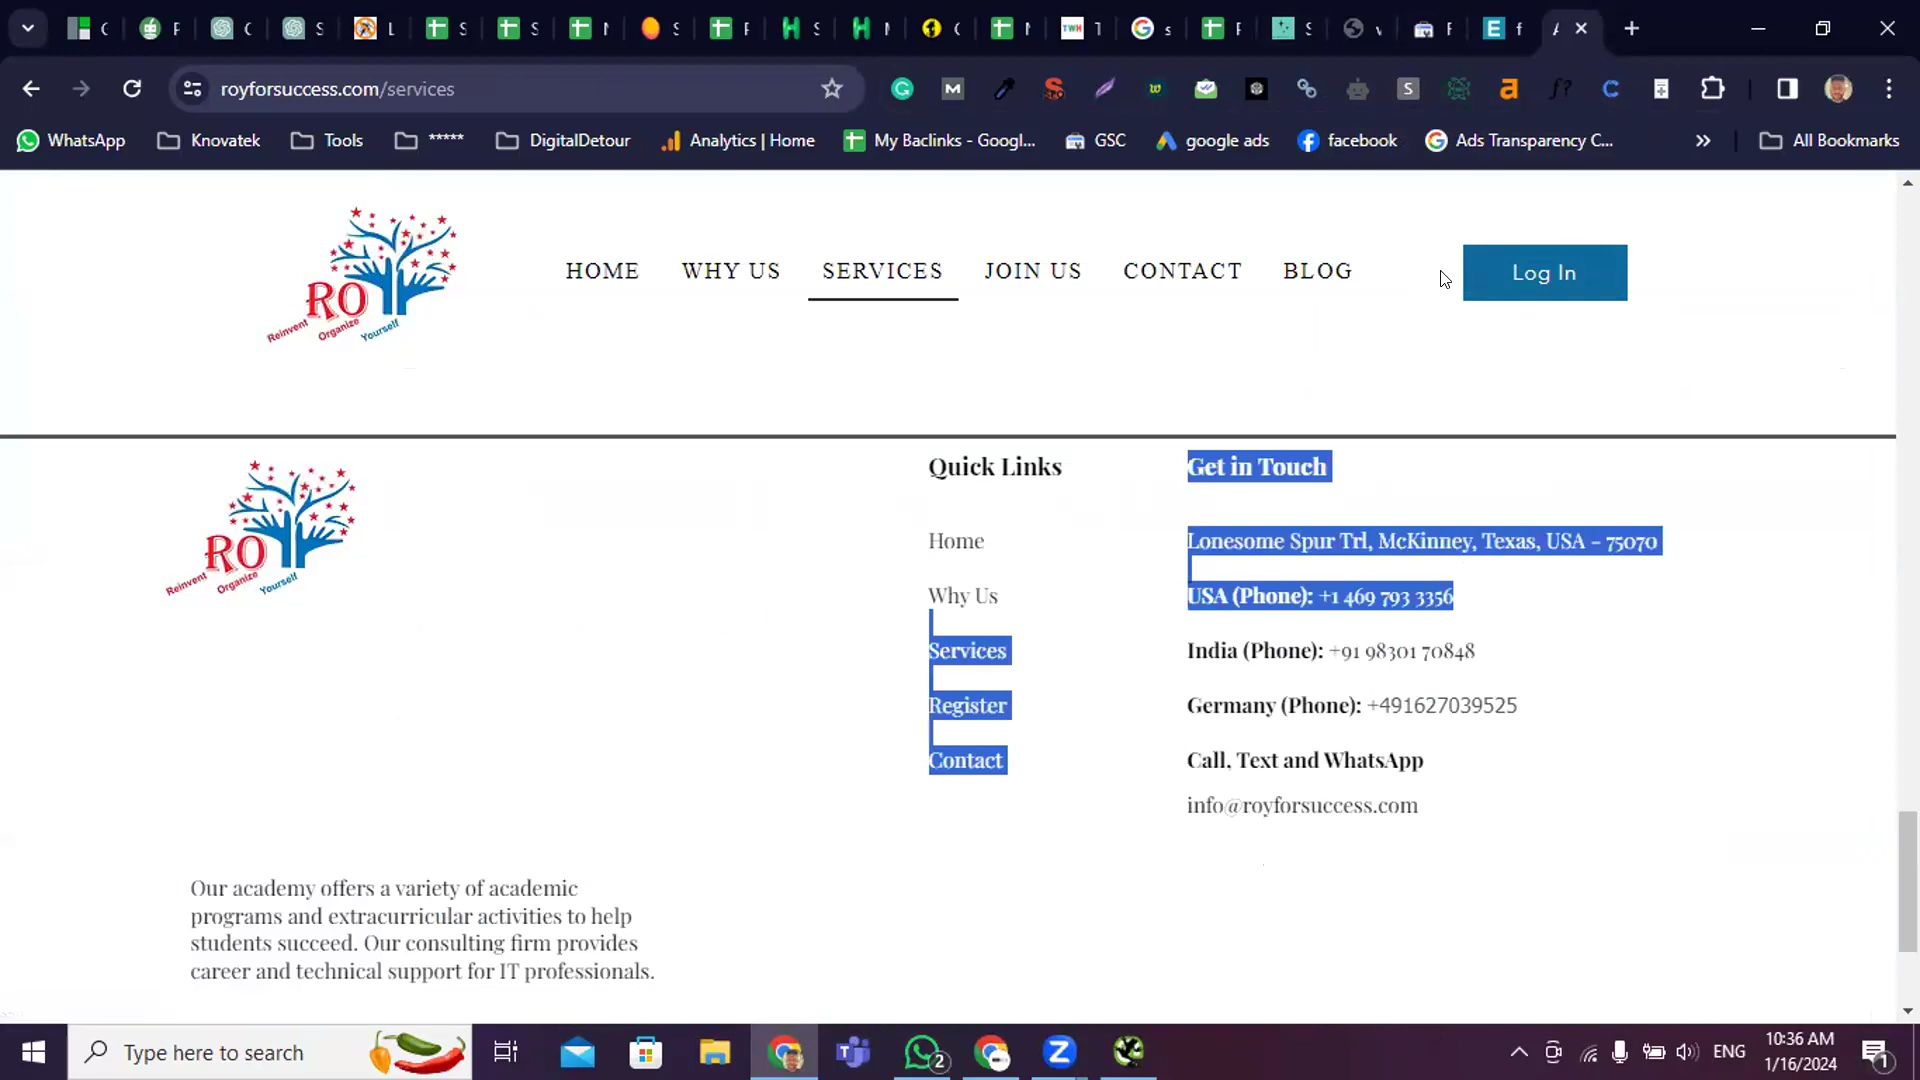 royforsuccess.com/services
WhatsApp
Knovatek
Tools
*****
DigitalDetour
Analytics | Home
My Baclinks - Googl...
GSC
google ads
facebook
Ads Transparency C...
All Bookmarks
ROY
Reinvent Organize Yourself
HOME
WHY US
SERVICES
JOIN US
CONTACT
BLOG
Log In
ROY
Reinvent Organize Yourself
Quick Links
Home
Why Us
Services
Register
Contact
Get in Touch
Lonesome Spur Trl, McKinney, Texas, USA - 75070
USA (Phone): +1 469 793 3356
India (Phone): +91 98301 70848
Germany (Phone): +491627039525
Call, Text and WhatsApp
info@royforsuccess.com
Our academy offers a variety of academic
programs and extracurricular activities to help
students succeed. Our consulting firm provides
career and technical support for IT professionals.
Type here to search
2
ENG
10:36 AM
1/16/2024
1